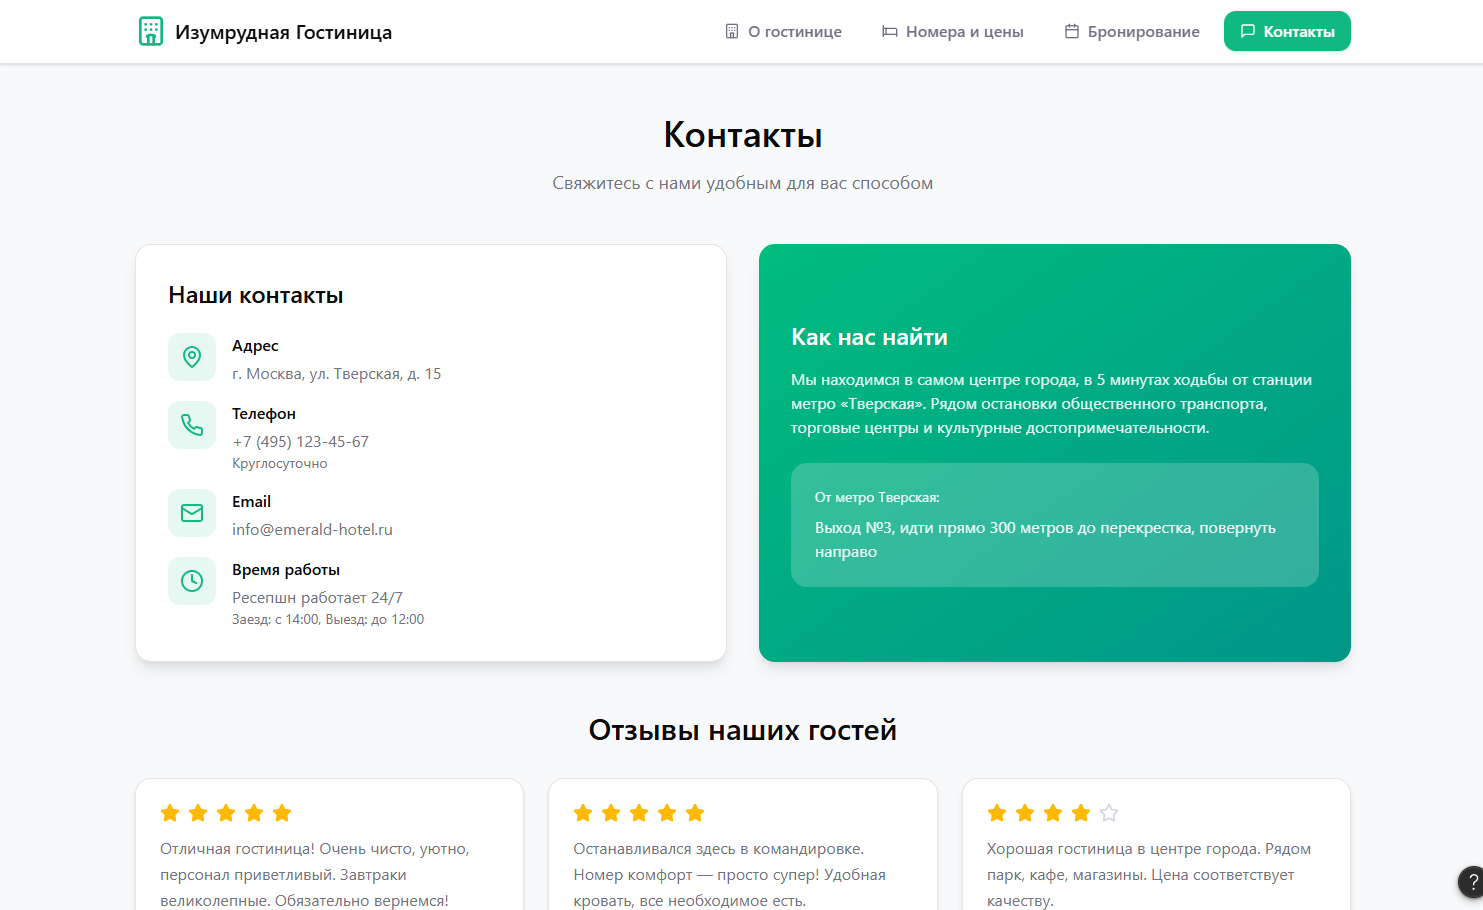 Изумрудная Гостиница
О гостинице
Номера и цены
Бронирование
Контакты
Контакты
Свяжитесь с нами удобным для вас способом
Наши контакты
Адрес
г. Москва, ул. Тверская, д. 15
Телефон
+7 (495) 123-45-67
Круглосуточно
Email
info@emerald-hotel.ru
Время работы
Ресепшн работает 24/7
Заезд: с 14:00, Выезд: до 12:00
Как нас найти
Мы находимся в самом центре города, в 5 минутах ходьбы от станции
метро «Тверская». Рядом остановки общественного транспорта,
торговые центры и культурные достопримечательности.
От метро Тверская:
Выход №3, идти прямо 300 метров до перекрестка, повернуть
направо
Отзывы наших гостей
Отличная гостиница! Очень чисто, уютно,
персонал приветливый. Завтраки
великолепные. Обязательно вернемся!
Останавливался здесь в командировке.
Номер комфорт — просто супер! Удобная
кровать, все необходимое есть.
Хорошая гостиница в центре города. Рядом
парк, кафе, магазины. Цена соответствует
качеству.
?